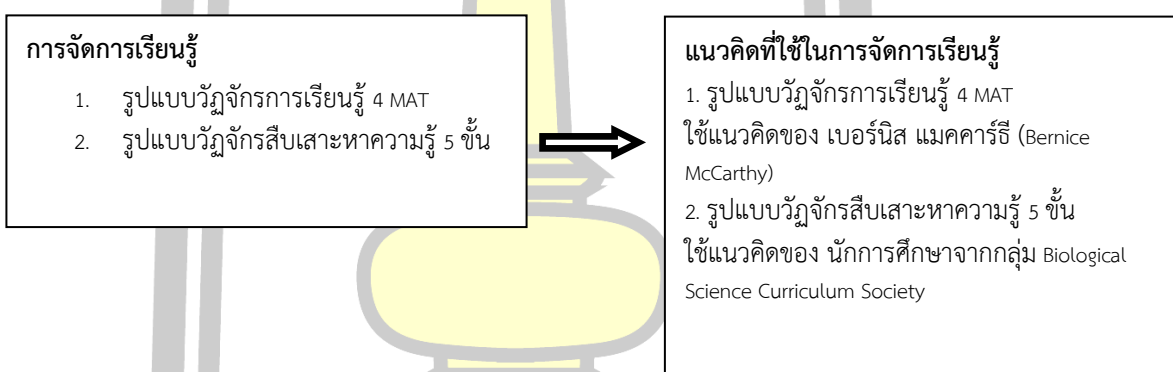 การจัดการเรียนรู้
1. รูปแบบวัฏจักรการเรียนรู้ 4 MAT
2. รูปแบบวัฏจักรสืบเสาะหาความรู้ 5 ขั้น
แนวคิดที่ใช้ในการจัดการเรียนรู้
1. รูปแบบวัฏจักรการเรียนรู้ 4 MAT
ใช้แนวคิดของ เบอร์นิส แมคคาร์ธี (Bernice
McCarthy)
2. รูปแบบวัฏจักรสืบเสาะหาความรู้ 5 ขั้น
ใช้แนวคิดของ นักการศึกษาจากกลุ่ม Biological
Science Curriculum Society